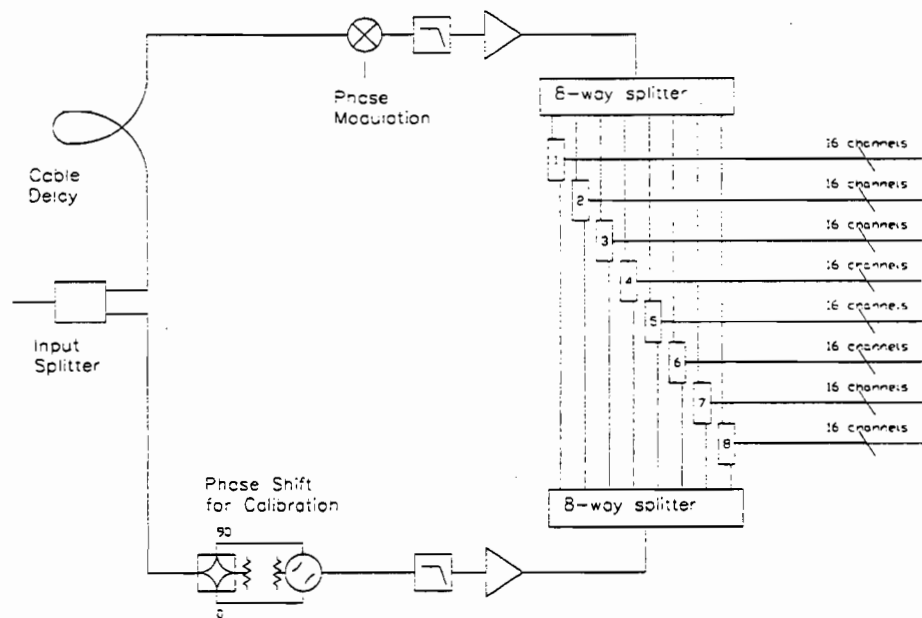 Phase
Modulation
8-way splitter
Cable
Delay
16 channels
1
16 channels
2
16 channels
3
16 channels
4
16 channels
5
16 channels
6
16 channels
7
16 channels
8
Input
Splitter
Phase Shift
for Calibration
90
0
8-way splitter